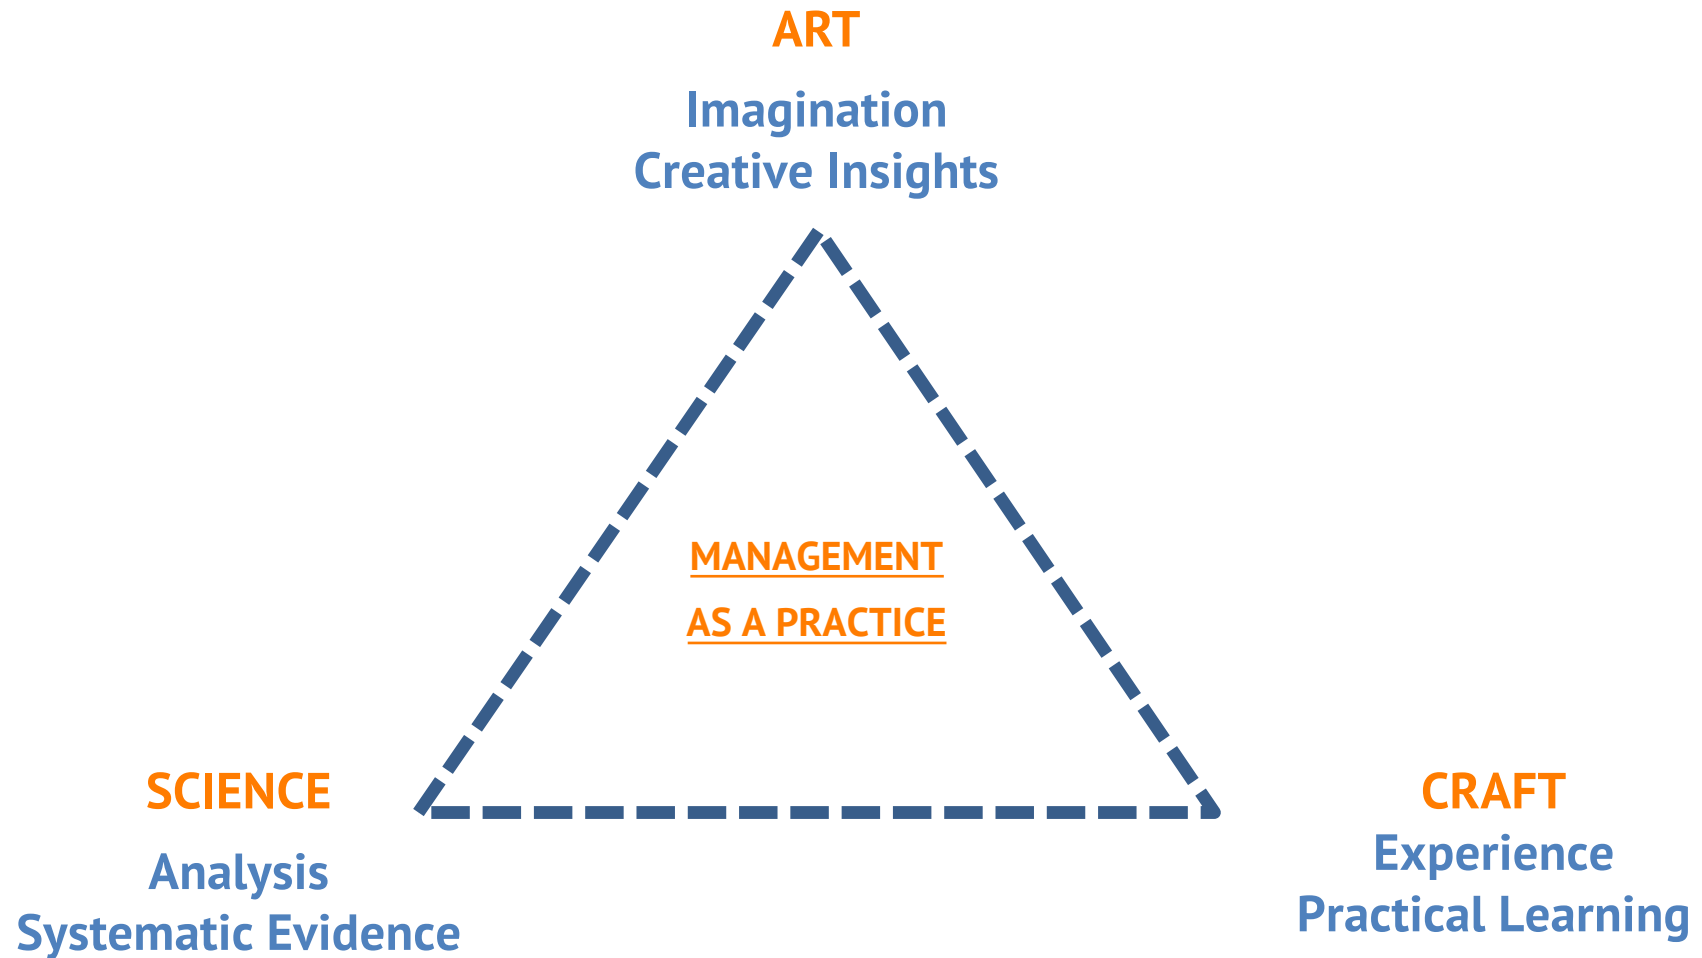 ART
Imagination
Creative Insights
MANAGEMENT
AS A PRACTICE
SCIENCE
Analysis
Systematic Evidence
CRAFT
Experience
Practical Learning